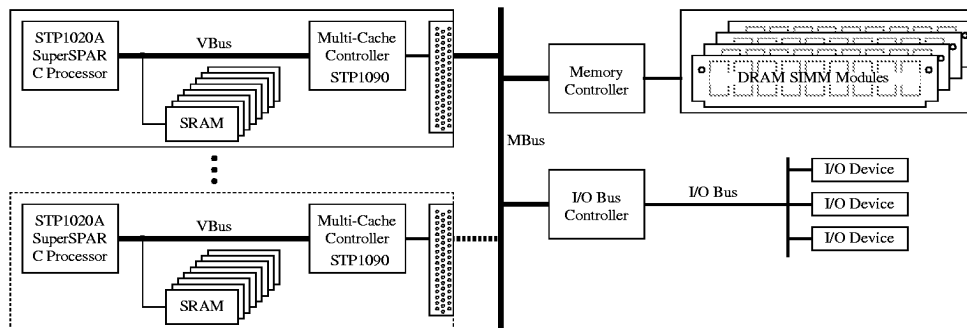 STP1020A
SuperSPAR
C Processor
VBus
Multi-Cache
Controller
STP1090
SRAM
STP1020A
SuperSPAR
C Processor
VBus
Multi-Cache
Controller
STP1090
SRAM
MBus
Memory
Controller
DRAM SIMM Modules
I/O Bus
Controller
I/O Bus
I/O Device
I/O Device
I/O Device